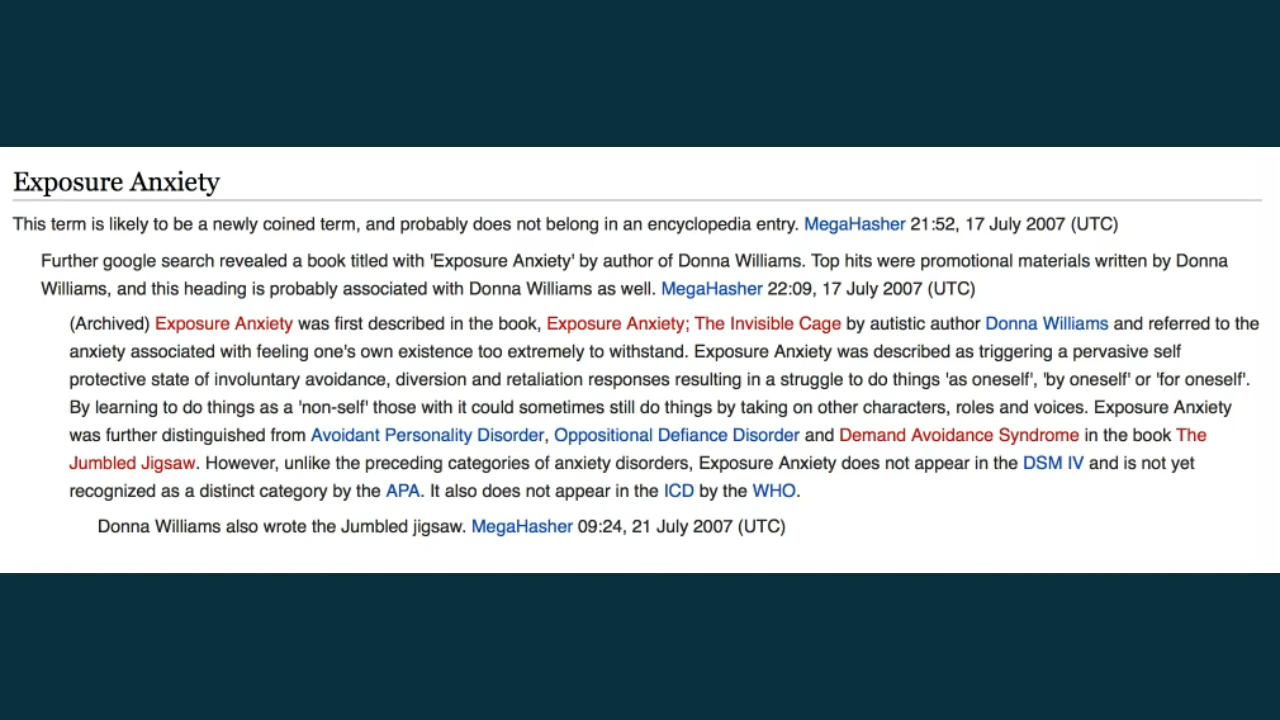 Exposure Anxiety
This term is likely to be a newly coined term, and probably does not belong in an encyclopedia entry. MegaHasher 21:52, 17 July 2007 (UTC)
Further google search revealed a book titled with 'Exposure Anxiety' by author of Donna Williams. Top hits were promotional materials written by Donna
Williams, and this heading is probably associated with Donna Williams as well. MegaHasher 22:09, 17 July 2007 (UTC)
(Archived) Exposure Anxiety was first described in the book, Exposure Anxiety; The Invisible Cage by autistic author Donna Williams and referred to the
anxiety associated with feeling one's own existence too extremely to withstand. Exposure Anxiety was described as triggering a pervasive self
protective state of involuntary avoidance, diversion and retaliation responses resulting in a struggle to do things 'as oneself', 'by oneself' or 'for oneself'.
By learning to do things as a 'non-self' those with it could sometimes still do things by taking on other characters, roles and voices. Exposure Anxiety
was further distinguished from Avoidant Personality Disorder, Oppositional Defiance Disorder and Demand Avoidance Syndrome in the book The
Jumbled Jigsaw. However, unlike the preceding categories of anxiety disorders, Exposure Anxiety does not appear in the DSM IV and is not yet
recognized as a distinct category by the APA. It also does not appear in the ICD by the WHO.
Donna Williams also wrote the Jumbled jigsaw. MegaHasher 09:24, 21 July 2007 (UTC)